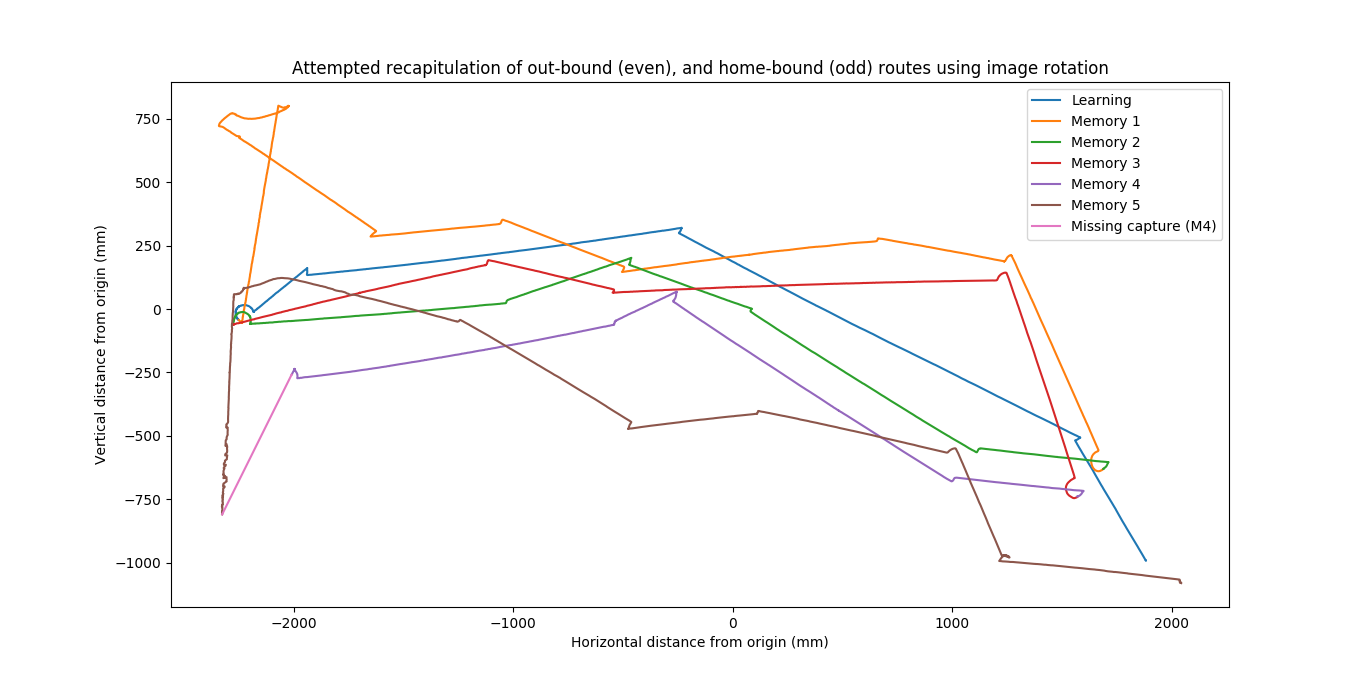 Attempted recapitulation of out-bound (even), and home-bound (odd) routes using image rotation
Learning
Memory 1
Memory 2
Memory 3
Memory 4
Memory 5
Missing capture (M4)
Vertical distance from origin (mm)
750
500
250
0
−250
−500
−750
−1000
−2000
−1000
0
1000
2000
Horizontal distance from origin (mm)